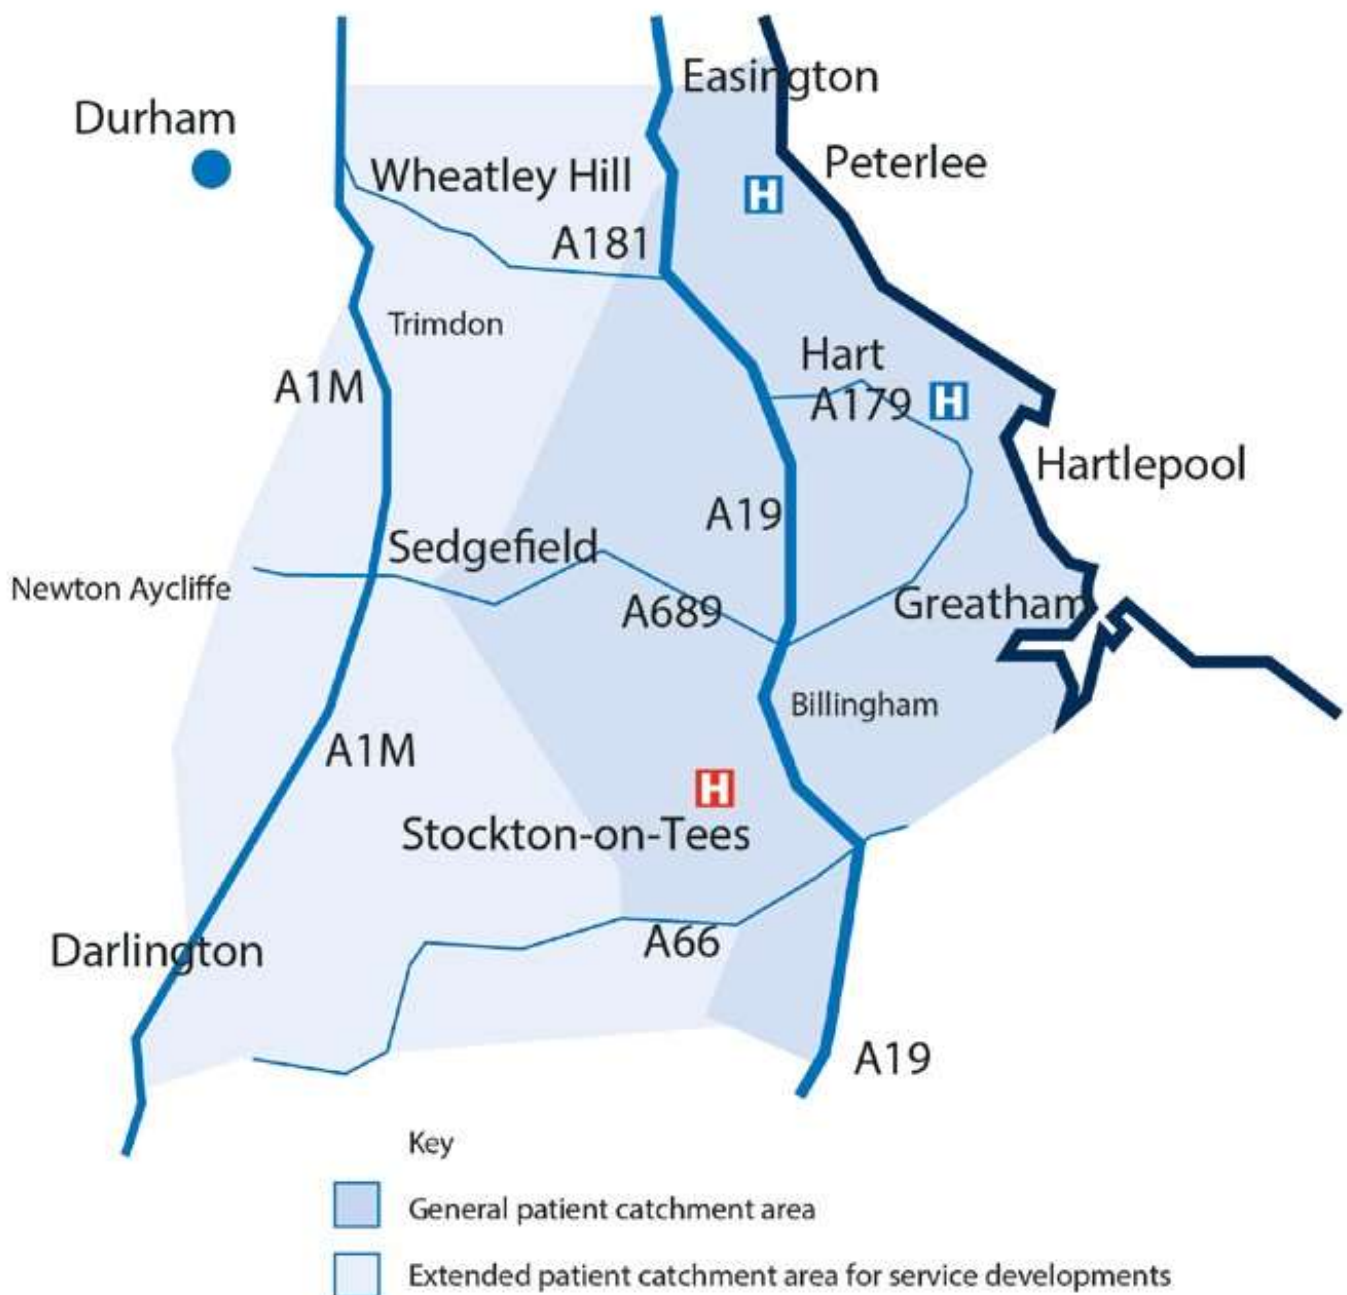 Easington
Durham
Peterlee
Wheatley Hill
H
A181
Trimdon
Hart
A1M
A179
H
Hartlepool
A19
Sedgefield
Newton Aycliffe
A689
Greatham
Billingham
A1M
H
Stockton-on-Tees
A66
Darlington
A19
Key
General patient catchment area
Extended patient catchment area for service developments